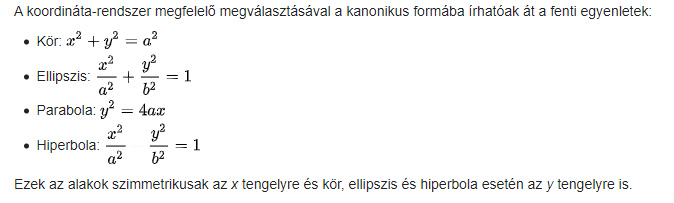 A koordináta-rendszer megfelelő megválasztásával a kanonikus formába írhatóak át a fenti egyenletek:
• Kör: x² + y² = a²
• Ellipszis: x²/a² + y²/b² = 1
• Parabola: y² = 4ax
• Hiperbola: x²/a² y²/b² = 1
Ezek az alakok szimmetrikusak az x tengelyre és kör, ellipszis és hiperbola esetén az y tengelyre is.